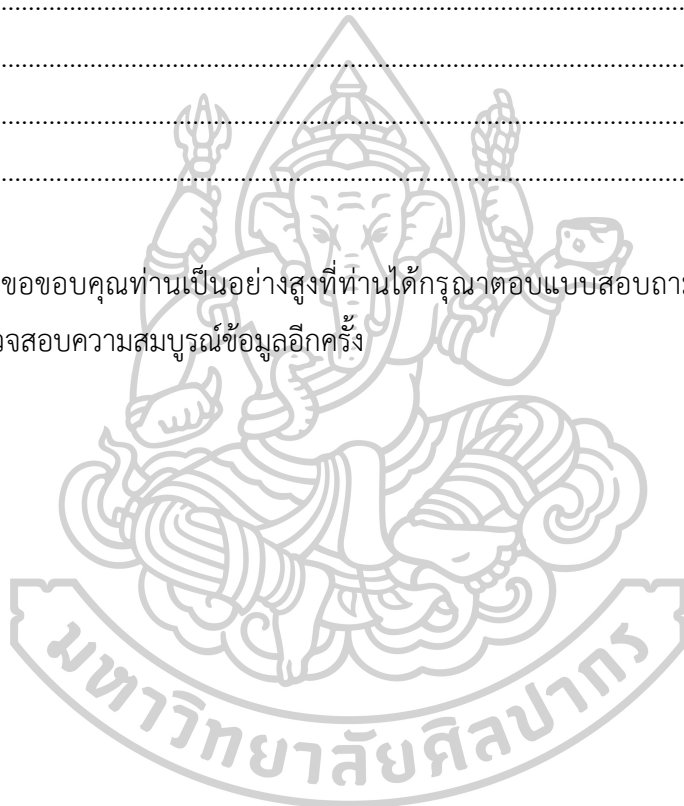 ....................................................................................................
....................................................................................................
....................................................................................................
....................................................................................................
ขอขอบคุณท่านเป็นอย่างสูงที่ท่านได้กรุณาตอบแบบสอบถาม
วจสอบความสมบูรณ์ข้อมูลอีกครั้ง
มหาวิทยาลัยศิลปากร